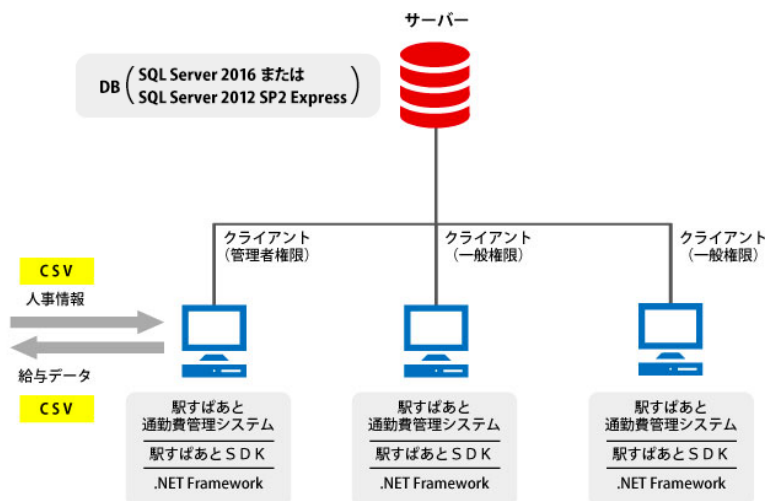 サーバー
DB
SQL Server 2016 または
SQL Server 2012 SP2 Express
クライアント
（管理者権限）
クライアント
（一般権限）
クライアント
（一般権限）
CSV
人事情報
給与データ
CSV
駅すぱあと
通勤費管理システム
駅すぱあとＳＤＫ
.NET Framework
駅すぱあと
通勤費管理システム
駅すぱあとＳＤＫ
.NET Framework
駅すぱあと
通勤費管理システム
駅すぱあとＳＤＫ
.NET Framework